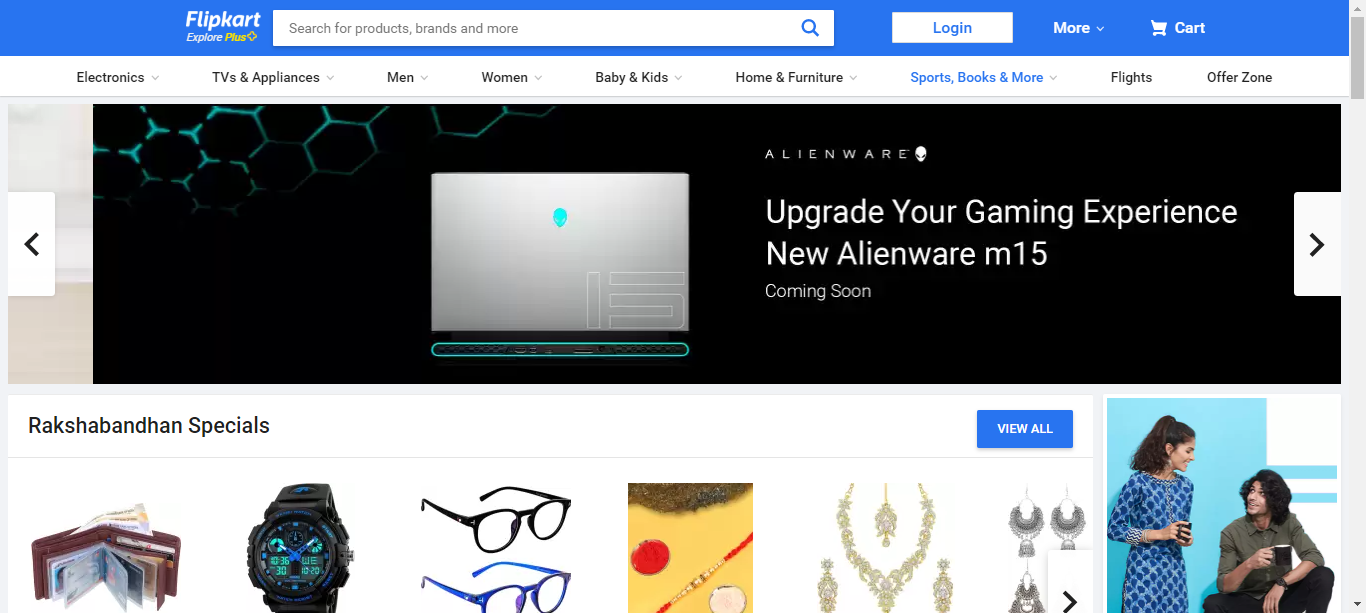 Flipkart
Explore Plus
Search for products, brands and more
Login
More
Cart
Electronics
TVs & Appliances
Men
Women
Baby & Kids
Home & Furniture
Sports, Books & More
Flights
Offer Zone
ALIENWARE
Upgrade Your Gaming Experience
New Alienware m15
Coming Soon
15
Rakshabandhan Specials
VIEW ALL